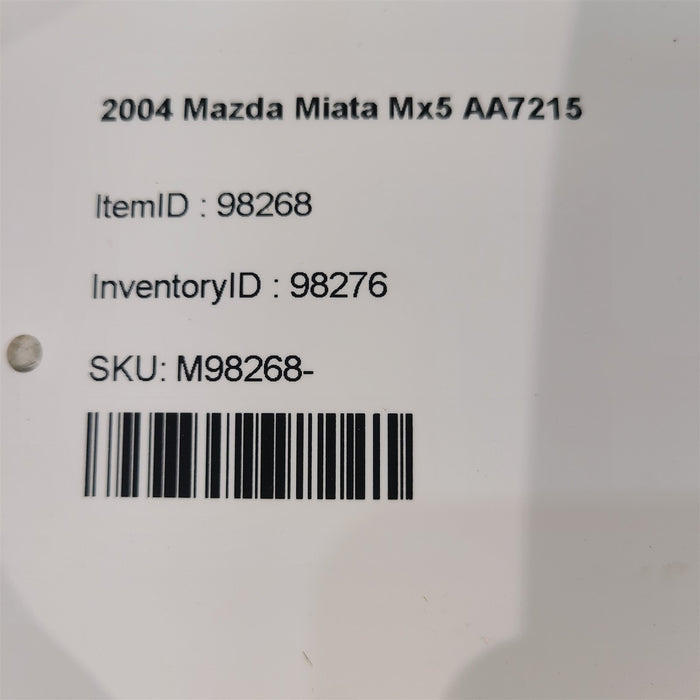 2004 Mazda Miata Mx5 AA7215
ItemID : 98268
InventoryID : 98276
SKU: M98268-